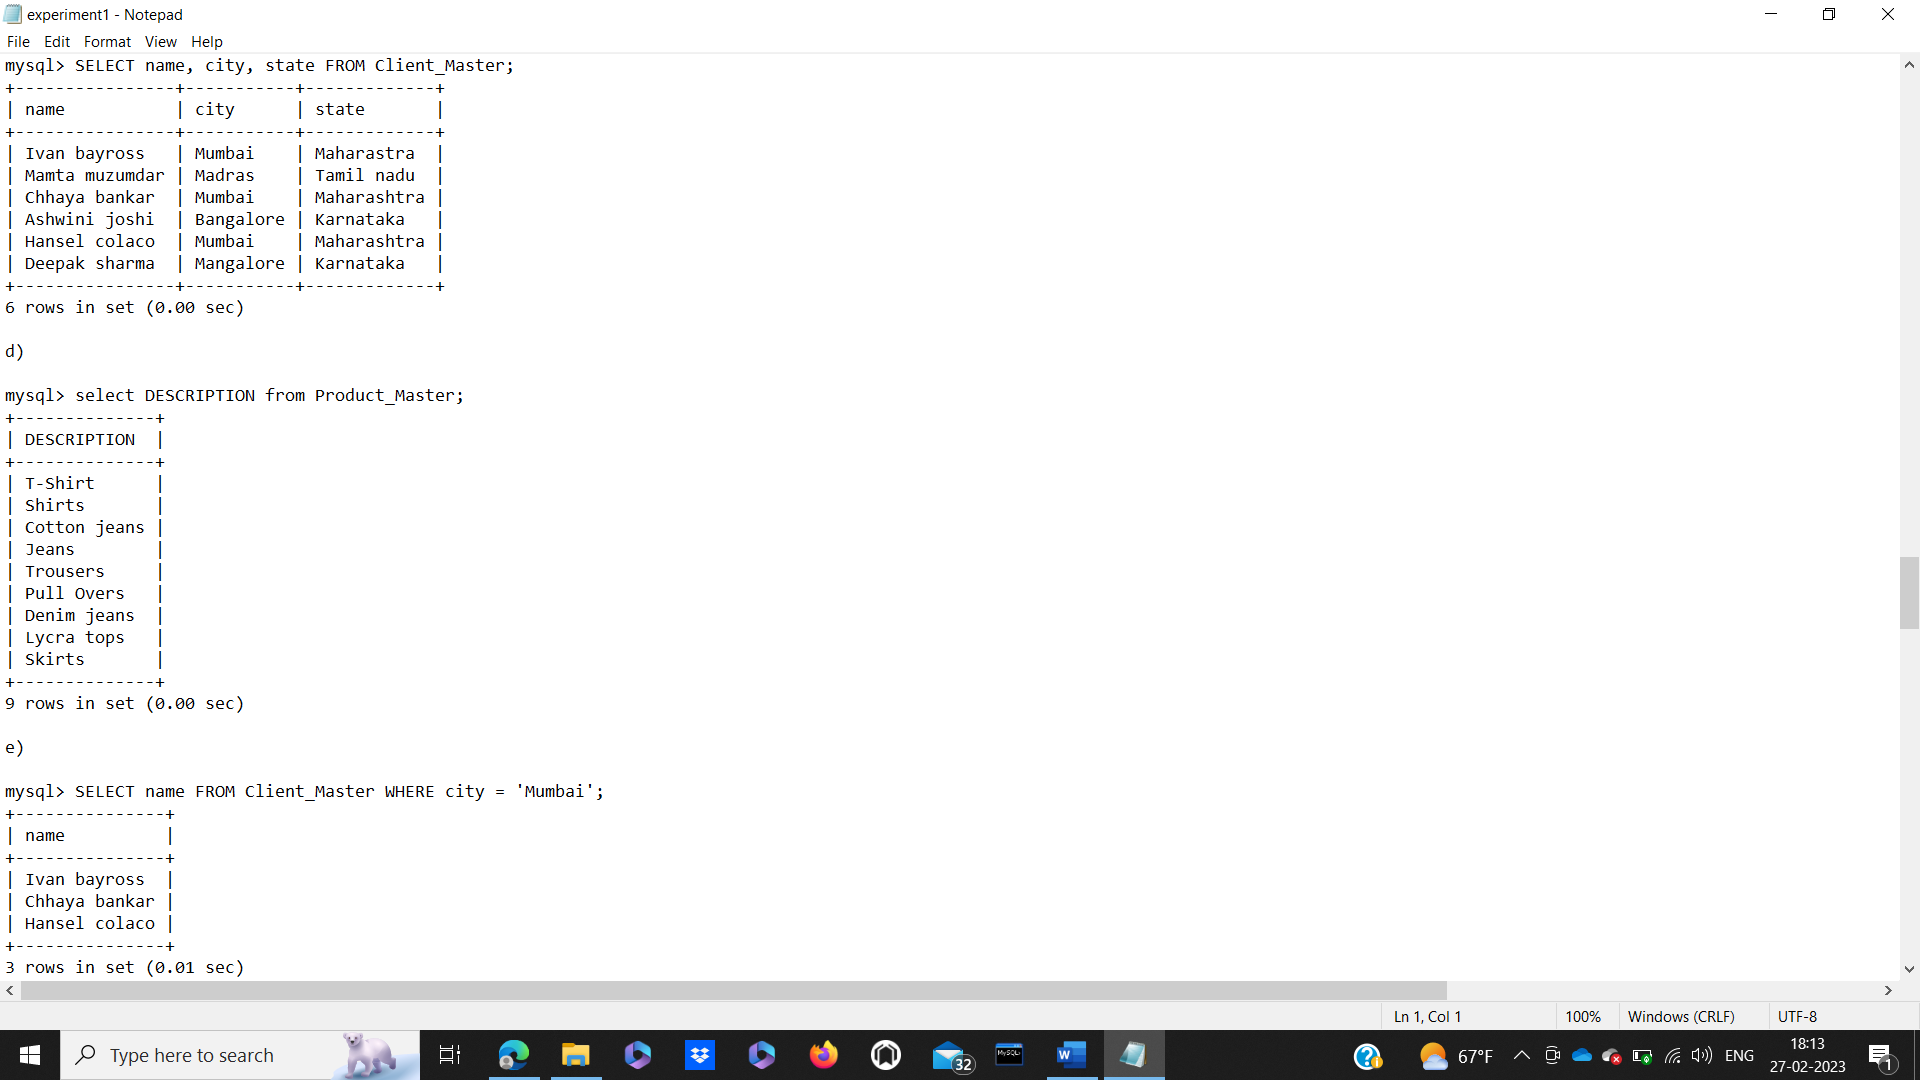 experiment1 - Notepad
File Edit Format View Help
mysql> SELECT name, city, state FROM Client_Master;
+----------------+-----------+-------------+
| name           | city      | state       |
+----------------+-----------+-------------+
| Ivan bayross   | Mumbai    | Maharastra  |
| Mamta muzumdar | Madras    | Tamil nadu  |
| Chhaya bankar  | Mumbai    | Maharashtra |
| Ashwini joshi  | Bangalore | Karnataka   |
| Hansel colaco  | Mumbai    | Maharashtra |
| Deepak sharma  | Mangalore | Karnataka   |
+----------------+-----------+-------------+
6 rows in set (0.00 sec)
d)
mysql> select DESCRIPTION from Product_Master;
+--------------+
| DESCRIPTION  |
+--------------+
| T-Shirt      |
| Shirts       |
| Cotton jeans |
| Jeans        |
| Trousers     |
| Pull Overs   |
| Denim jeans  |
| Lycra tops   |
| Skirts       |
+--------------+
9 rows in set (0.00 sec)
e)
mysql> SELECT name FROM Client_Master WHERE city = 'Mumbai';
+---------------+
| name          |
+---------------+
| Ivan bayross  |
| Chhaya bankar |
| Hansel colaco |
+---------------+
3 rows in set (0.01 sec)
Ln 1, Col 1 100% Windows (CRLF) UTF-8
Type here to search
32
MySQL
W
67°F
ENG
18:13
27-02-2023
1